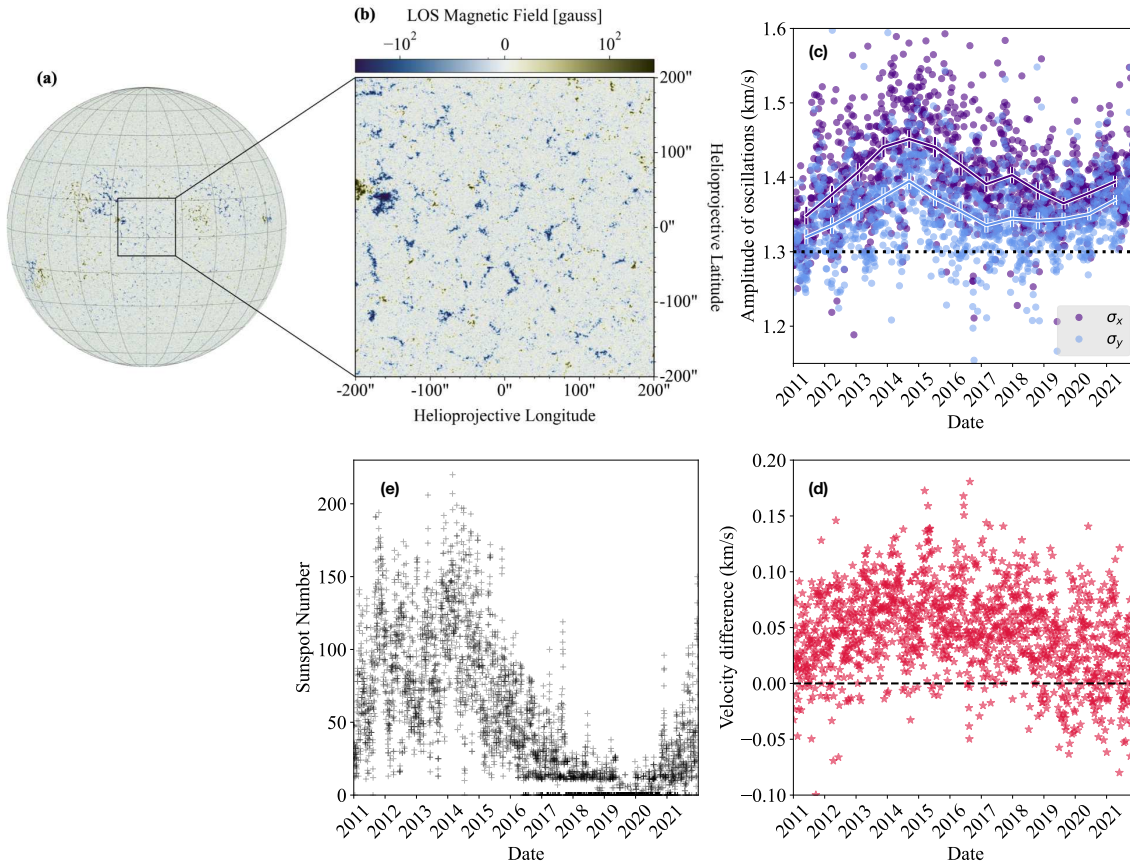 (a)
(b)
LOS Magnetic Field [gauss]
−10² 0 10²
200"
100"
0"
-100"
-200"
Helioprojective Latitude
-200" -100" 0" 100" 200"
Helioprojective Longitude
(c)
Amplitude of oscillations (km/s)
1.6
1.5
1.4
1.3
1.2
σx
σy
2011 2012 2013 2014 2015 2016 2017 2018 2019 2020 2021
Date
(e)
Sunspot Number
200
150
100
50
0
2011 2012 2013 2014 2015 2016 2017 2018 2019 2020 2021
Date
(d)
Velocity difference (km/s)
0.20
0.15
0.10
0.05
0.00
−0.05
−0.10
2011 2012 2013 2014 2015 2016 2017 2018 2019 2020 2021
Date